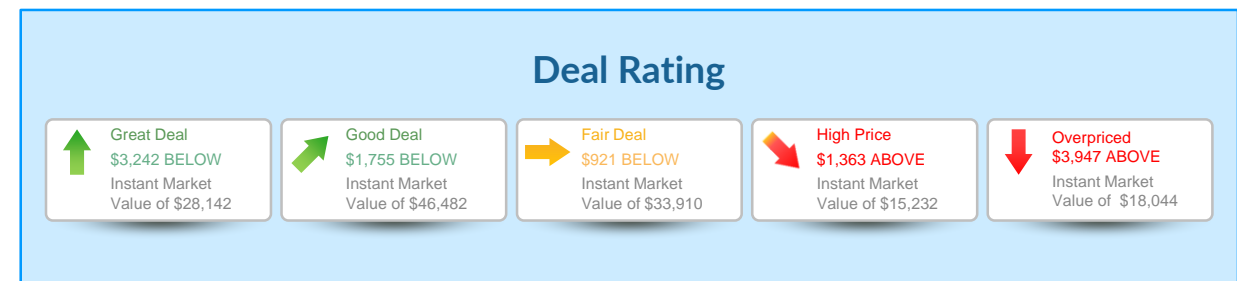 Deal Rating
Great Deal
$3,242 BELOW
Instant Market
Value of $28,142
Good Deal
$1,755 BELOW
Instant Market
Value of $46,482
Fair Deal
$921 BELOW
Instant Market
Value of $33,910
High Price
$1,363 ABOVE
Instant Market
Value of $15,232
Overpriced
$3,947 ABOVE
Instant Market
Value of $18,044